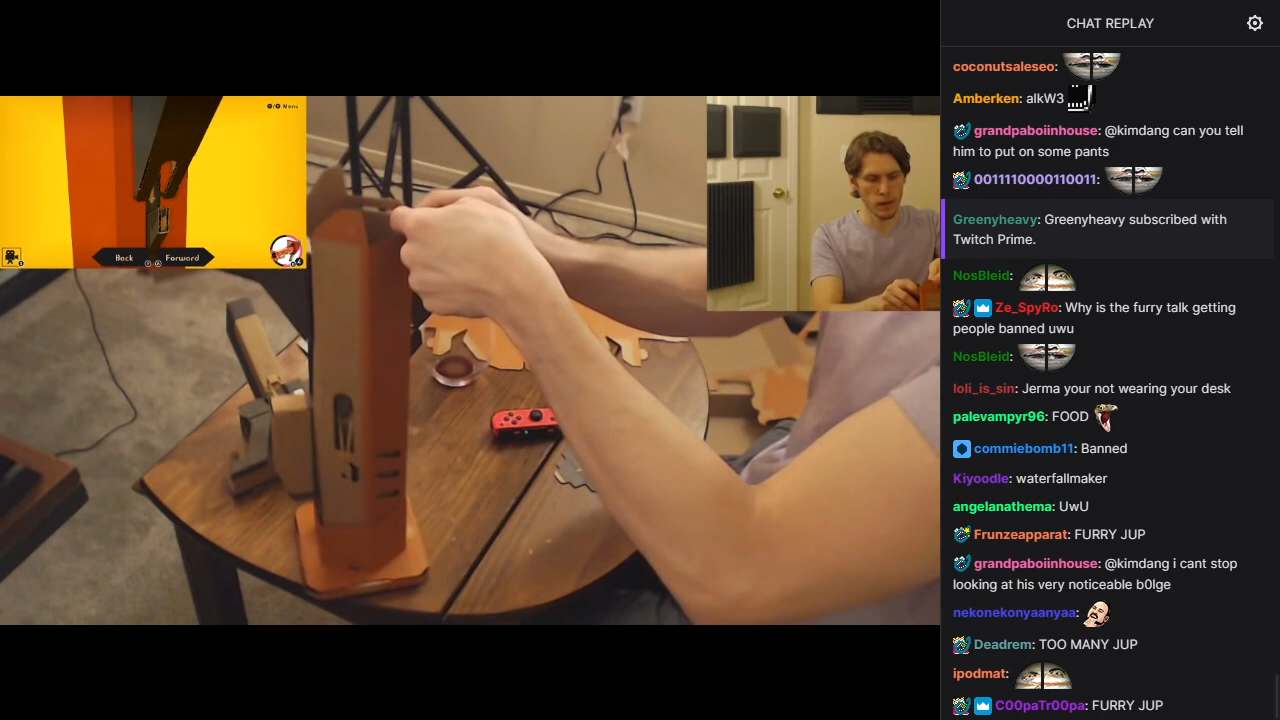 Menu
Back
Forward
CHAT REPLAY
coconutsaleseo:
Amberken: alkW3
grandpaboiinhouse: @kimdang can you tell
him to put on some pants
0011110000110011:
Greenyheavy: Greenyheavy subscribed with
Twitch Prime.
NosBleid:
Ze_SpyRo: Why is the furry talk getting
people banned uwu
NosBleid:
loli_is_sin: Jerma your not wearing your desk
palevampyr96: FOOD
commiebomb11: Banned
Kiyoodle: waterfallmaker
angelanathema: UwU
Frunzeapparat: FURRY JUP
grandpaboiinhouse: @kimdang i cant stop
looking at his very noticeable b0lge
nekonekonyaanyaa:
Deadrem: TOO MANY JUP
ipodmat:
C00paTr00pa: FURRY JUP